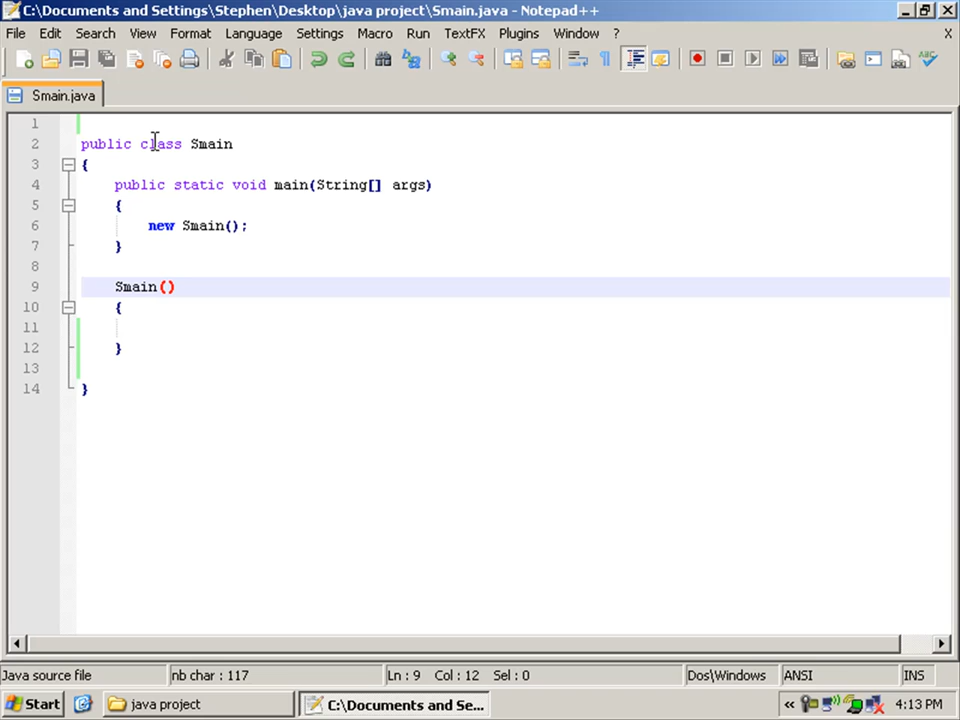 C:\Documents and Settings\Stephen\Desktop\java project\Smain.java - Notepad++
File Edit Search View Format Language Settings Macro Run TextFX Plugins Window ? X
Smain.java
1
2 public class Smain
3 {
4 public static void main(String[] args)
5 {
6 new Smain();
7 }
8
9 Smain()
10 {
11
12 }
13
14 }
Java source file nb char : 117 Ln : 9 Col : 12 Sel : 0 Dos\Windows ANSI INS
Start java project C:\Documents and Se... « 4:13 PM